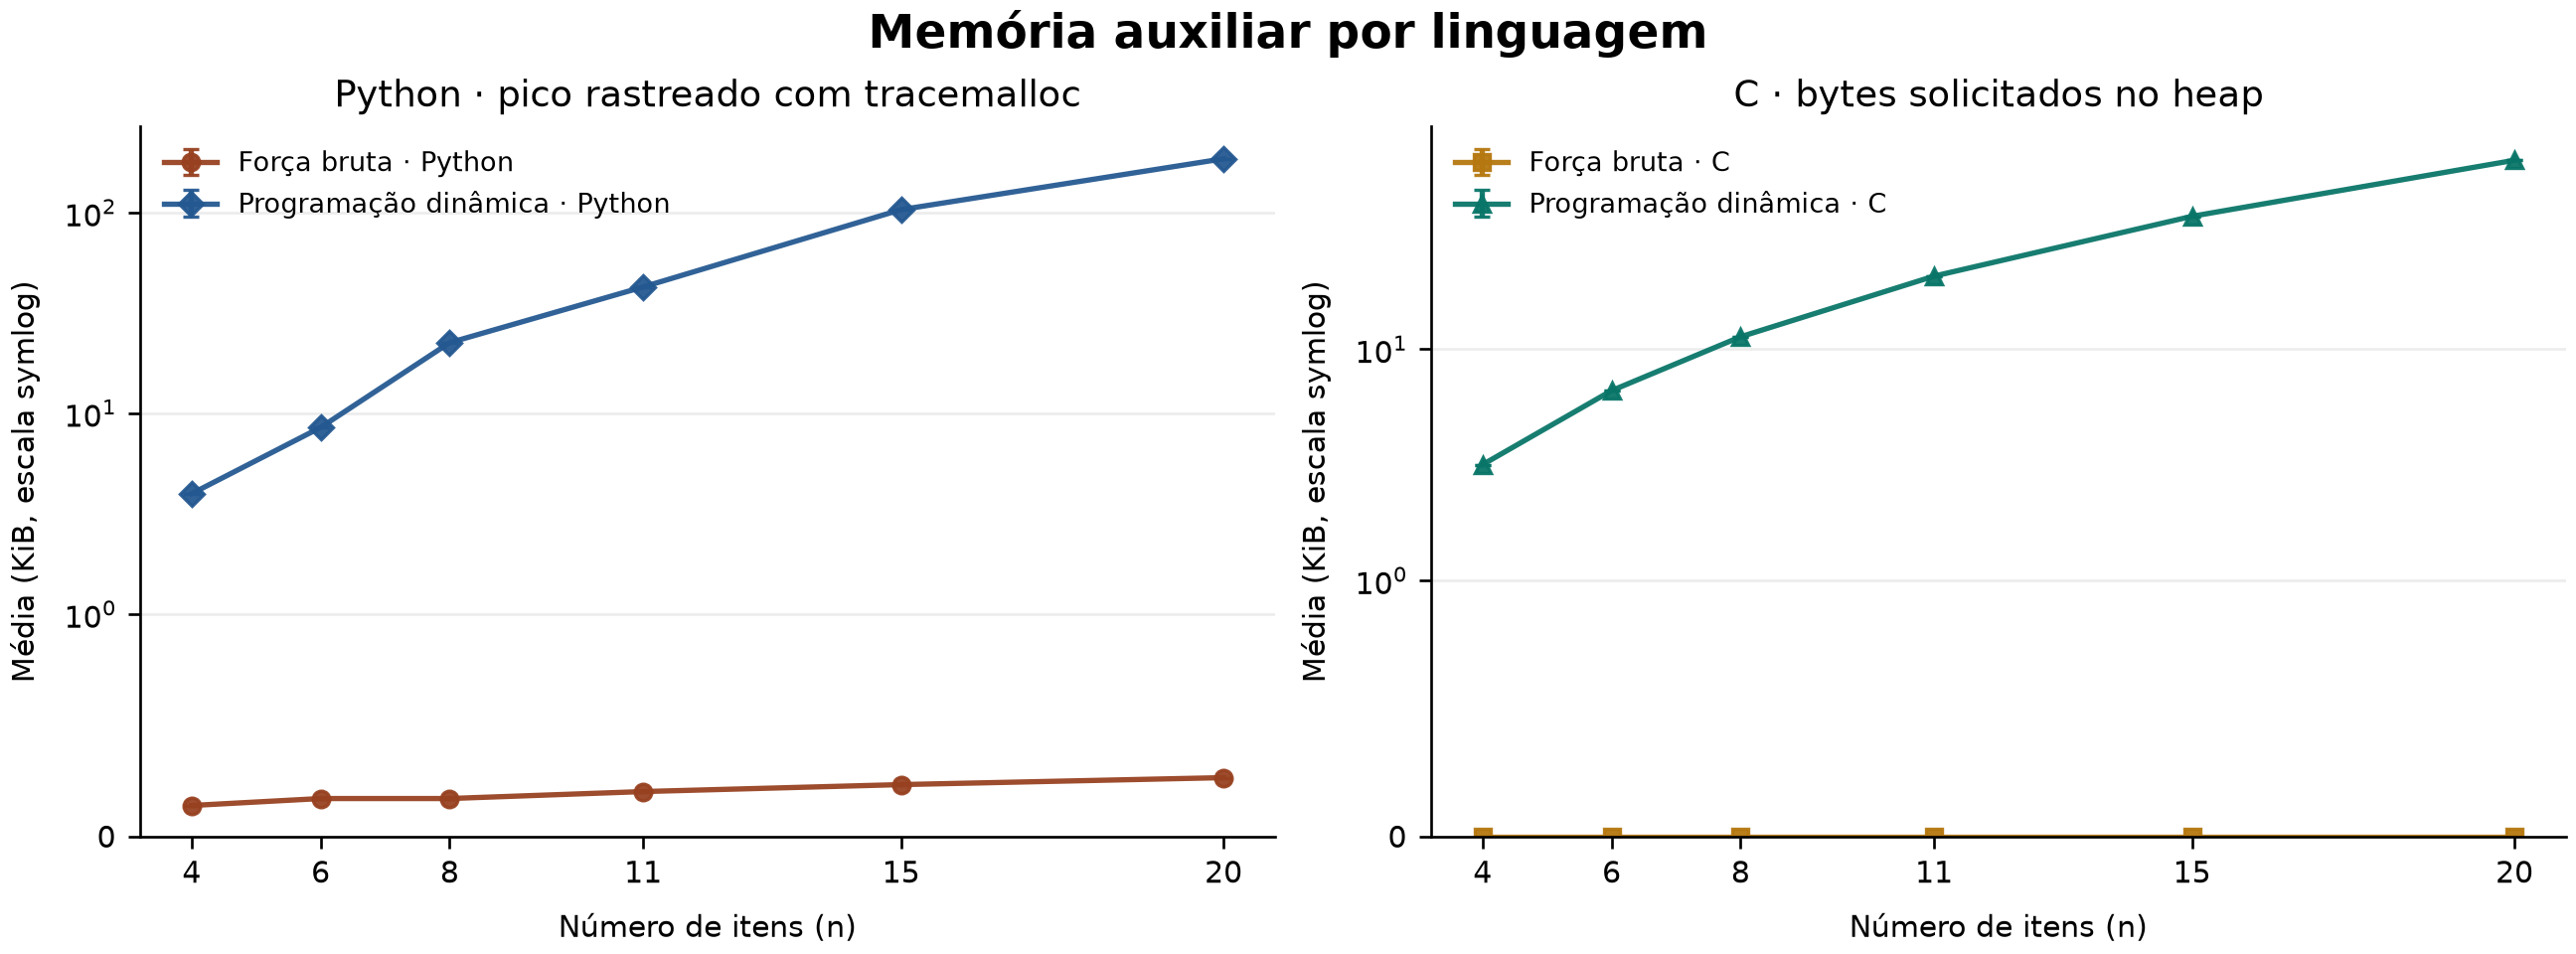 Memória auxiliar por linguagem
Python · pico rastreado com tracemalloc
Força bruta · Python
Programação dinâmica · Python
Média (KiB, escala symlog)
10²
10¹
10⁰
0
4 6 8 11 15 20
Número de itens (n)
C · bytes solicitados no heap
Força bruta · C
Programação dinâmica · C
Média (KiB, escala symlog)
10¹
10⁰
0
4 6 8 11 15 20
Número de itens (n)